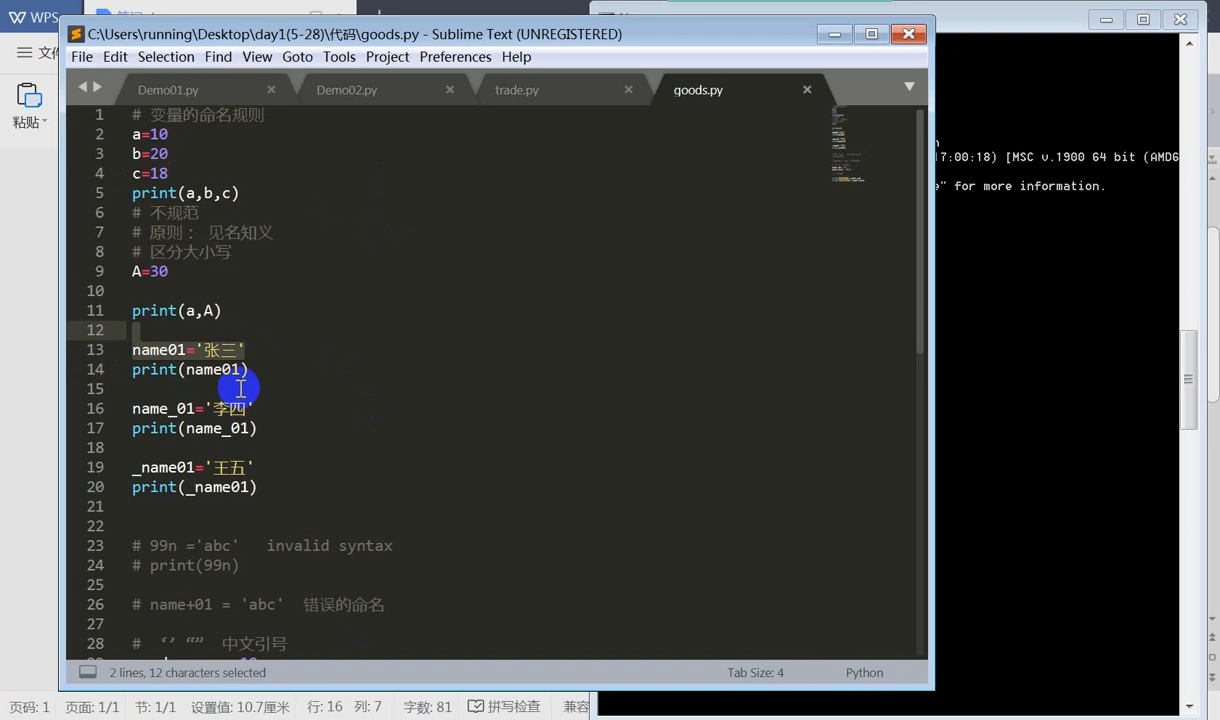 WPS
C:\Users\running\Desktop\day1(5-28)\代码\goods.py - Sublime Text (UNREGISTERED)
File Edit Selection Find View Goto Tools Project Preferences Help
粘贴
Demo01.py Demo02.py trade.py goods.py
1 # 变量的命名规则
2 a=10
3 b=20
4 c=18
5 print(a,b,c)
6 # 不规范
7 # 原则： 见名知义
8 # 区分大小写
9 A=30
10
11 print(a,A)
12
13 name01='张三'
14 print(name01)
15
16 name_01='李四'
17 print(name_01)
18
19 _name01='王五'
20 print(_name01)
21
22
23 # 99n ='abc' invalid syntax
24 # print(99n)
25
26 # name+01 = 'abc' 错误的命名
27
28 # ‘’ “” 中文引号
7:00:18) [MSC v.1900 64 bit (AMD6
e" for more information.
2 lines, 12 characters selected Tab Size: 4 Python
页码: 1 页面: 1/1 节: 1/1 设置值: 10.7厘米 行: 16 列: 7 字数: 81 拼写检查 兼容